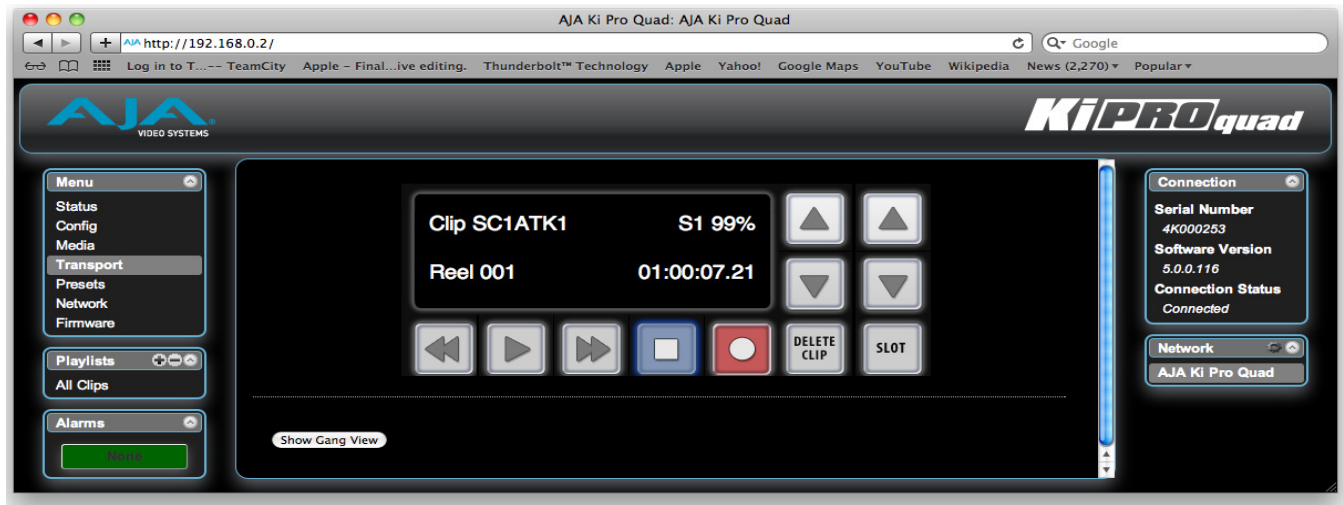 AJA Ki Pro Quad: AJA Ki Pro Quad
AJA http://192.168.0.2/
Google
Log in to T...-- TeamCity Apple - Final...ive editing. Thunderbolt™ Technology Apple Yahoo! Google Maps YouTube Wikipedia News (2,270) Popular
AJA
VIDEO SYSTEMS
KiPRO quad
Menu
Status
Config
Media
Transport
Presets
Network
Firmware
Playlists
All Clips
Alarms
None
Clip SC1ATK1 S1 99%
Reel 001 01:00:07.21
DELETE
CLIP
SLOT
Show Gang View
Connection
Serial Number
4K000253
Software Version
5.0.0.116
Connection Status
Connected
Network
AJA Ki Pro Quad